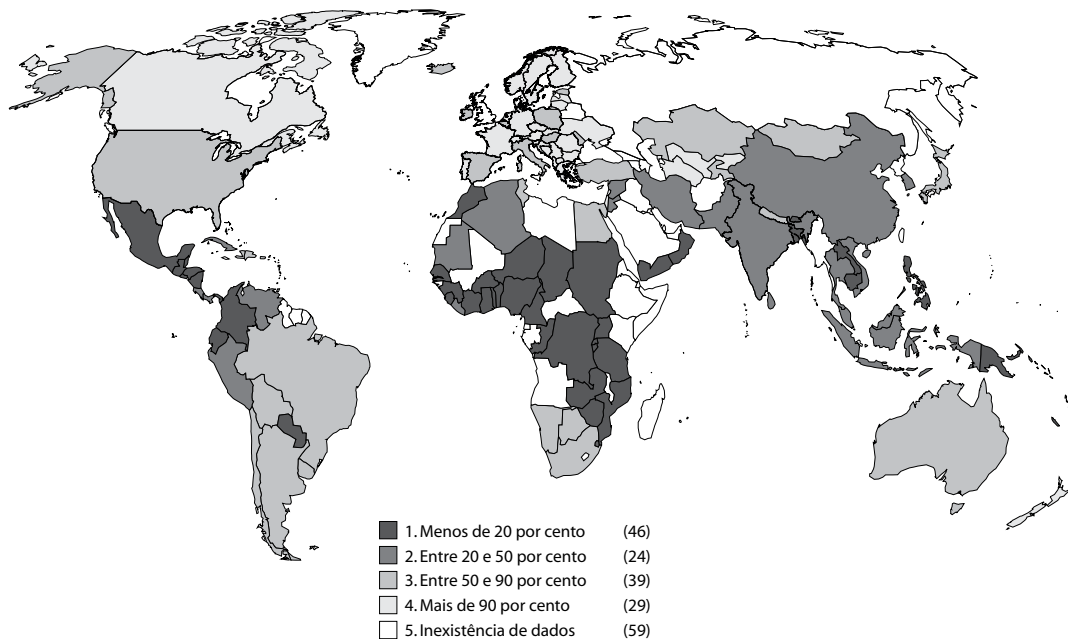 1. Menos de 20 por cento (46)
2. Entre 20 e 50 por cento (24)
3. Entre 50 e 90 por cento (39)
4. Mais de 90 por cento (29)
5. Inexistência de dados (59)